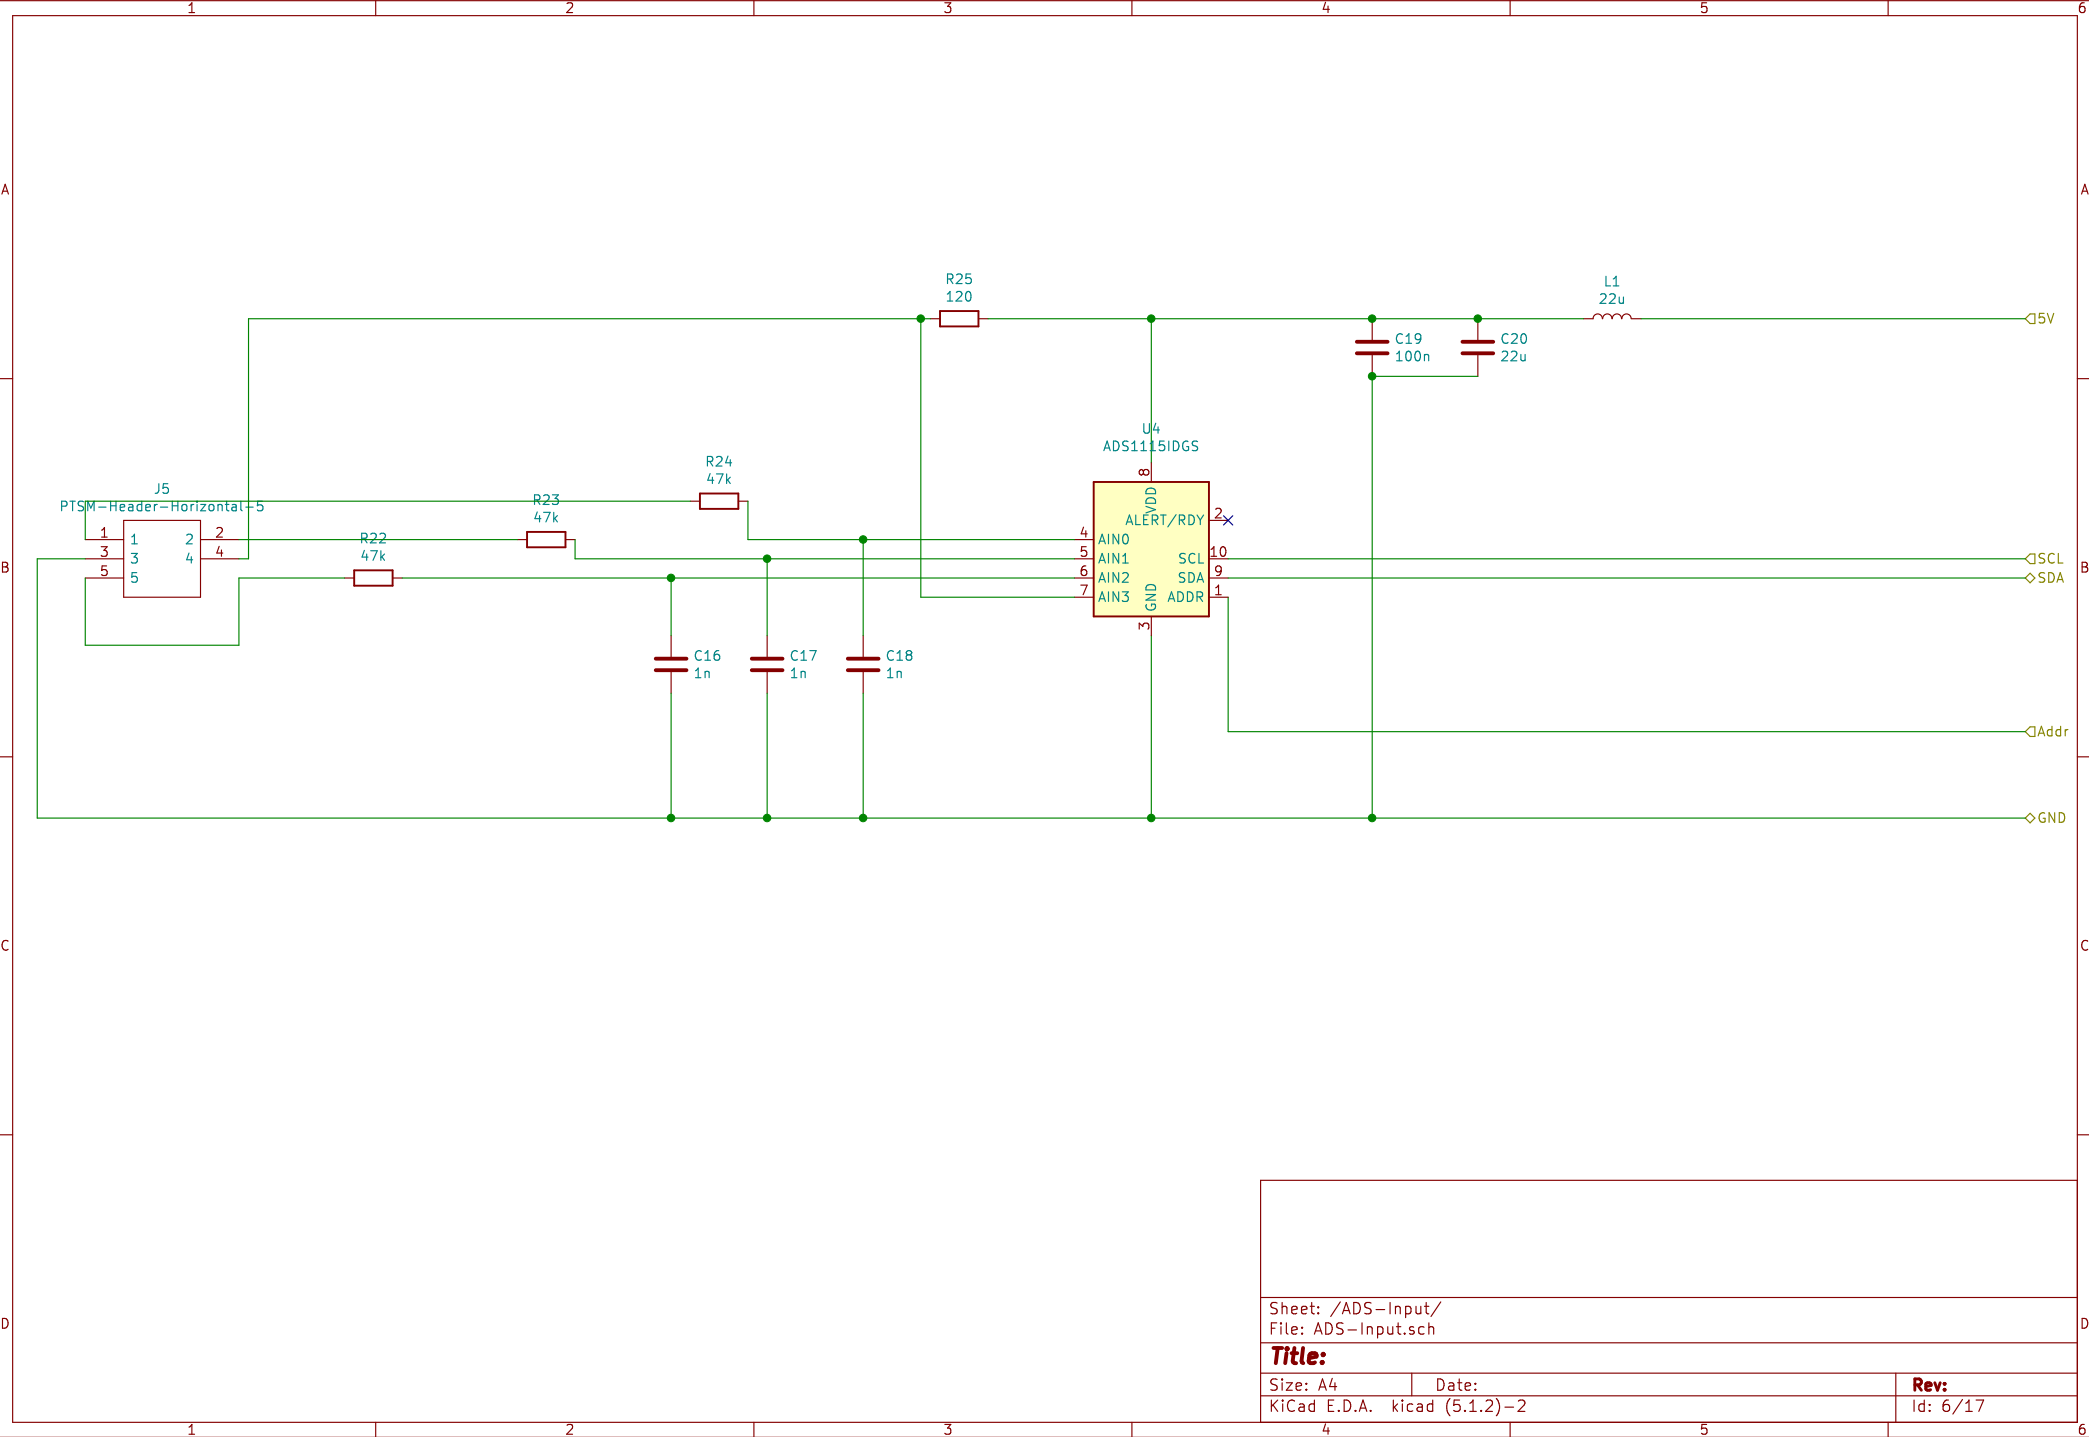 1 2 3 4 5 6
A A
R25
120
L1
22u
5V
C19
100n
C20
22u
U4
ADS1115IDGS
R24
47k
J5
PTSM-Header-Horizontal-5
R23
47k
R22
47k
1 1 2 2
3 3 4 4
5 5
8
VDD
ALERT/RDY 2
4 AIN0
5 AIN1 SCL 10 SCL
6 AIN2 SDA 9 SDA
7 AIN3 GND ADDR 1
3
B B
C16
1n
C17
1n
C18
1n
Addr
GND
C C
Sheet: /ADS-Input/
File: ADS-Input.sch
D D
Title:
Size: A4 Date: Rev:
KiCad E.D.A. kicad (5.1.2)-2 Id: 6/17
1 2 3 4 5 6